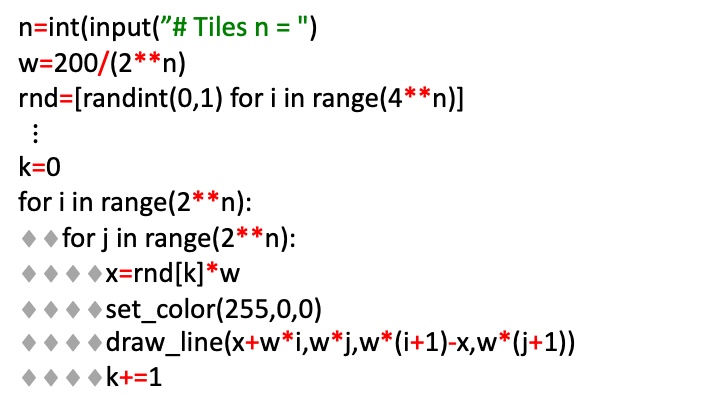 n=int(input(”# Tiles n = ")
w=200/(2**n)
rnd=[randint(0,1) for i in range(4**n)]
⋮
k=0
for i in range(2**n):
♦♦for j in range(2**n):
♦♦♦♦x=rnd[k]*w
♦♦♦♦set_color(255,0,0)
♦♦♦♦draw_line(x+w*i,w*j,w*(i+1)-x,w*(j+1))
♦♦♦♦k+=1